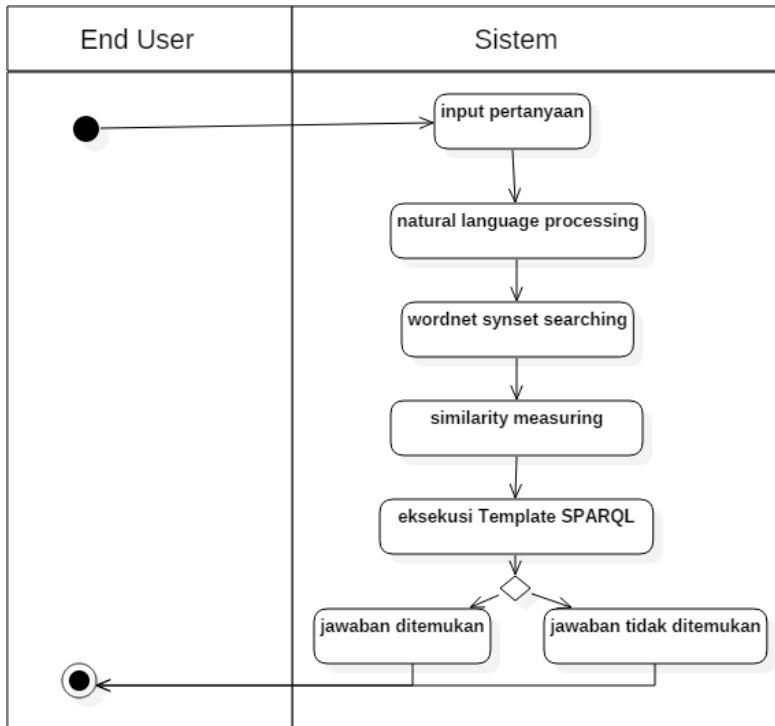 End User
Sistem
input pertanyaan
natural language processing
wordnet synset searching
similarity measuring
eksekusi Template SPARQL
jawaban ditemukan
jawaban tidak ditemukan